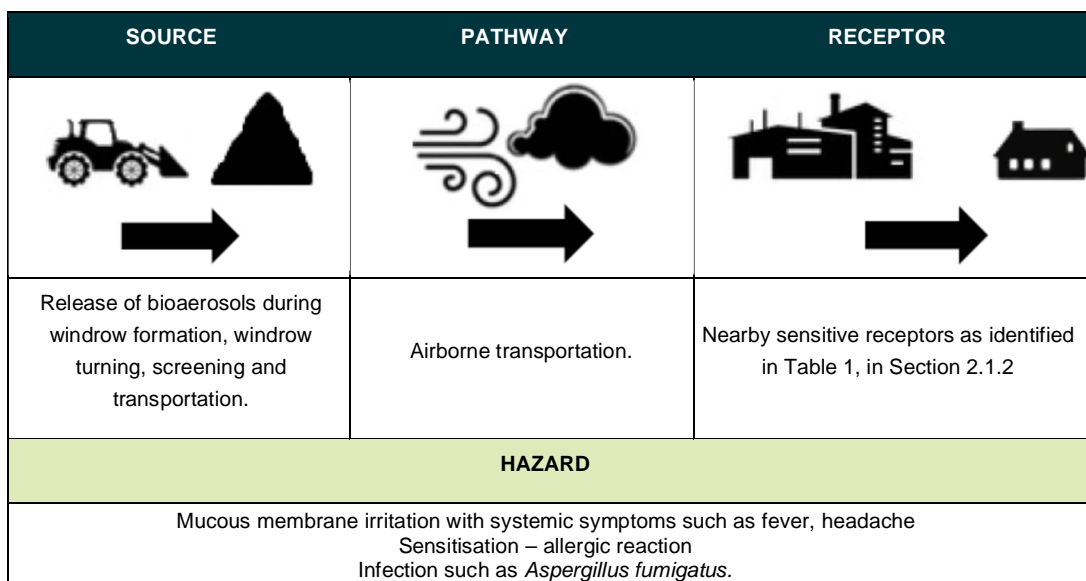 SOURCE
PATHWAY
RECEPTOR
Release of bioaerosols during
windrow formation, windrow
turning, screening and
transportation.
Airborne transportation.
Nearby sensitive receptors as identified
in Table 1, in Section 2.1.2
HAZARD
Mucous membrane irritation with systemic symptoms such as fever, headache
Sensitisation – allergic reaction
Infection such as Aspergillus fumigatus.